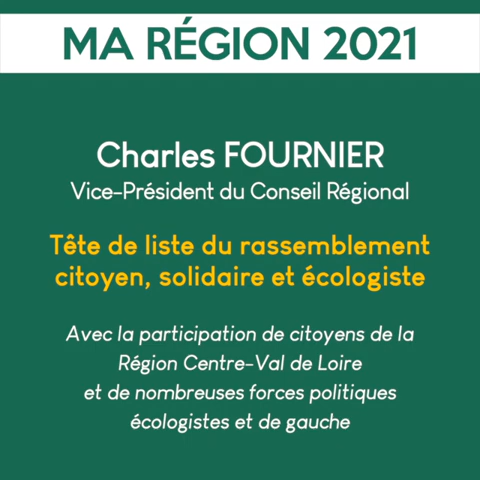 MA RÉGION 2021
Charles FOURNIER
Vice-Président du Conseil Régional
Tête de liste du rassemblement
citoyen, solidaire et écologiste
Avec la participation de citoyens de la
Région Centre-Val de Loire
et de nombreuses forces politiques
écologistes et de gauche